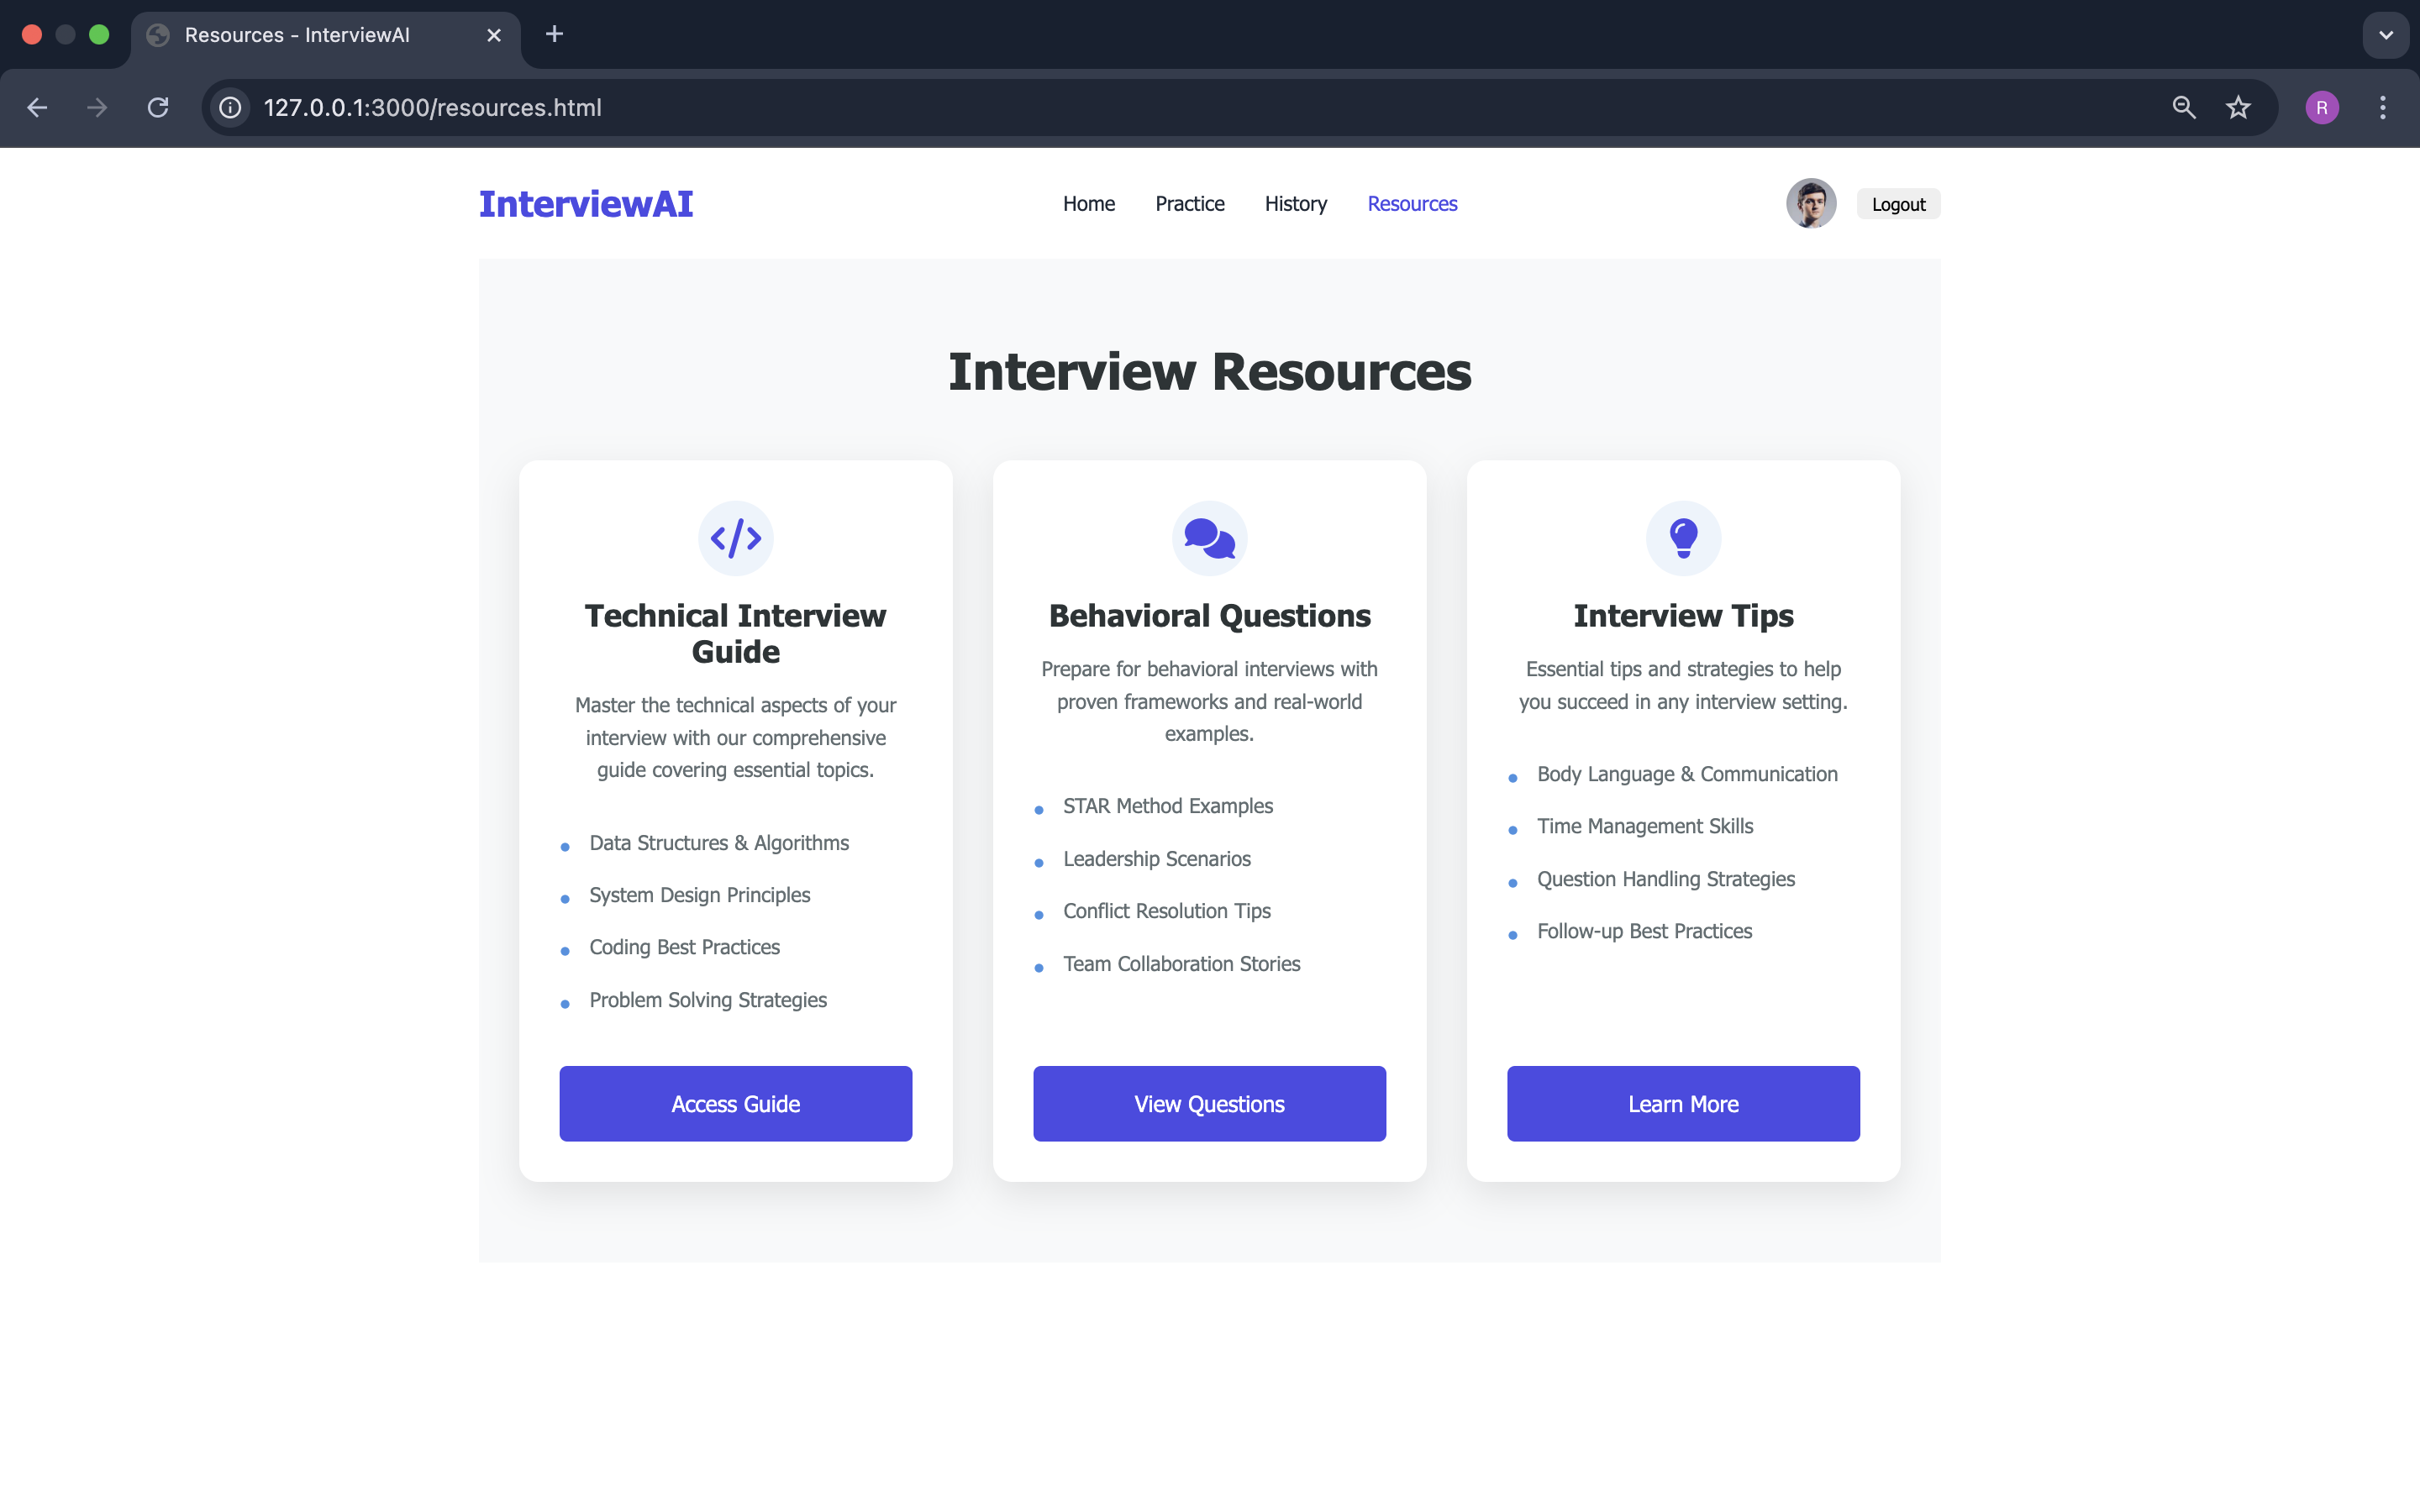 Resources - InterviewAI
127.0.0.1:3000/resources.html
R
InterviewAI
Home
Practice
History
Resources
Logout
Interview Resources
Technical Interview
Guide
Master the technical aspects of your
interview with our comprehensive
guide covering essential topics.
Data Structures & Algorithms
System Design Principles
Coding Best Practices
Problem Solving Strategies
Access Guide
Behavioral Questions
Prepare for behavioral interviews with
proven frameworks and real-world
examples.
STAR Method Examples
Leadership Scenarios
Conflict Resolution Tips
Team Collaboration Stories
View Questions
Interview Tips
Essential tips and strategies to help
you succeed in any interview setting.
Body Language & Communication
Time Management Skills
Question Handling Strategies
Follow-up Best Practices
Learn More